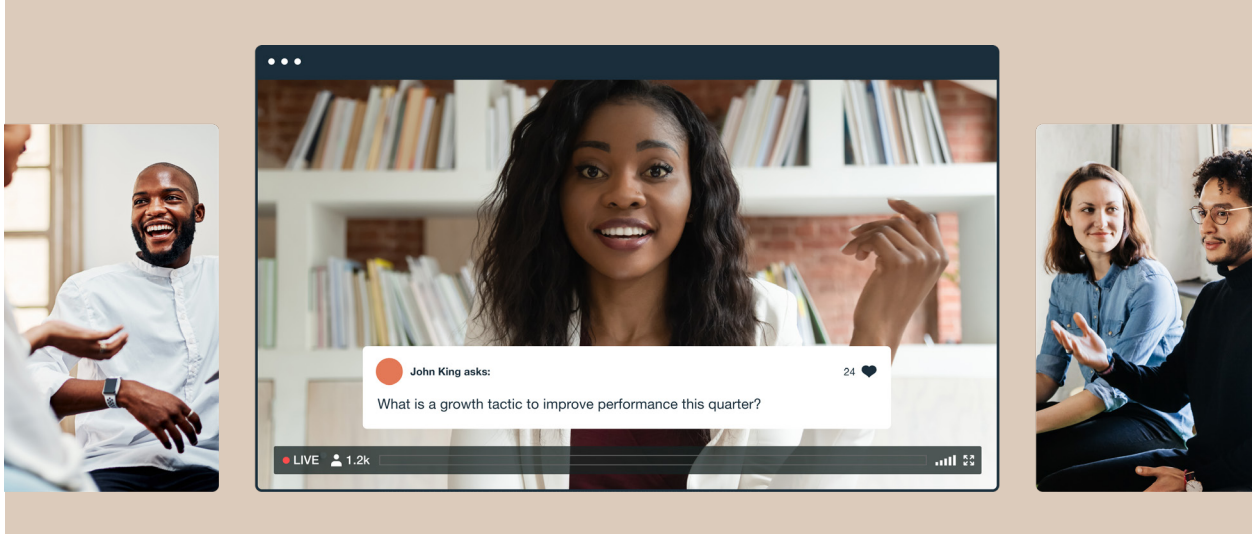 John King asks:
24
What is a growth tactic to improve performance this quarter?
LIVE 1.2k